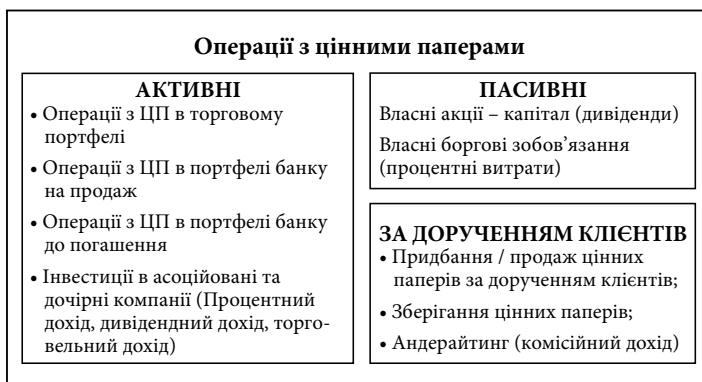 Операції з цінними паперами
АКТИВНІ
• Операції з ЦП в торговому
портфелі
• Операції з ЦП в портфелі банку
на продаж
• Операції з ЦП в портфелі банку
до погашення
• Інвестиції в асоційовані та
дочірні компанії (Процентний
дохід, дивідендний дохід, торго-
вельний дохід)
ПАСИВНІ
Власні акції – капітал (дивіденди)
Власні боргові зобов’язання
(процентні витрати)
ЗА ДОРУЧЕННЯМ КЛІЄНТІВ
• Придбання / продаж цінних
паперів за дорученням клієнтів;
• Зберігання цінних паперів;
• Андерайтинг (комісійний дохід)